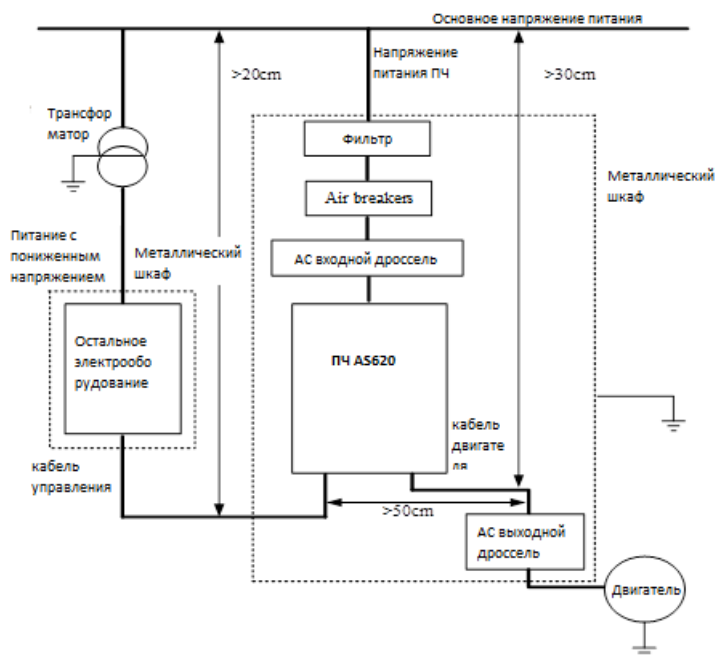 Основное напряжение питания
Напряжение
питания ПЧ
>20cm
>30cm
Трансфор
матор
Фильтр
Металлический
шкаф
Air breakers
Питание с
пониженным
напряжением
Металлический
шкаф
АС входной дроссель
Остальное
электрообо
рудование
ПЧ AS620
кабель
двигате
ля
кабель
управления
>50cm
АС выходной
дроссель
Двигатель